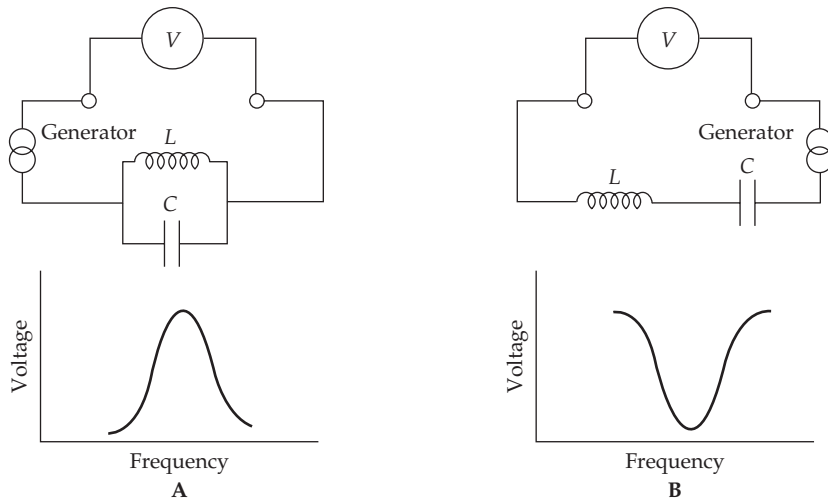 V
Generator
L
C
Voltage
Frequency
A
V
Generator
L
C
Voltage
Frequency
B